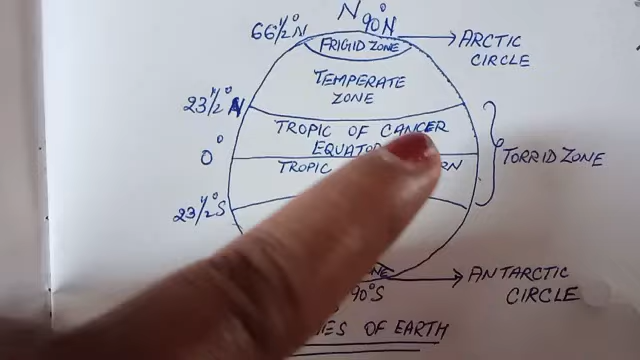 N 90°N
66½°N
FRIGID ZONE
ARCTIC
CIRCLE
TEMPERATE
ZONE
23½°N
TROPIC OF CANCER
EQUATOR
0°
TROPIC
TORRID ZONE
23½°S
ANTARCTIC
CIRCLE
90°S
OF EARTH